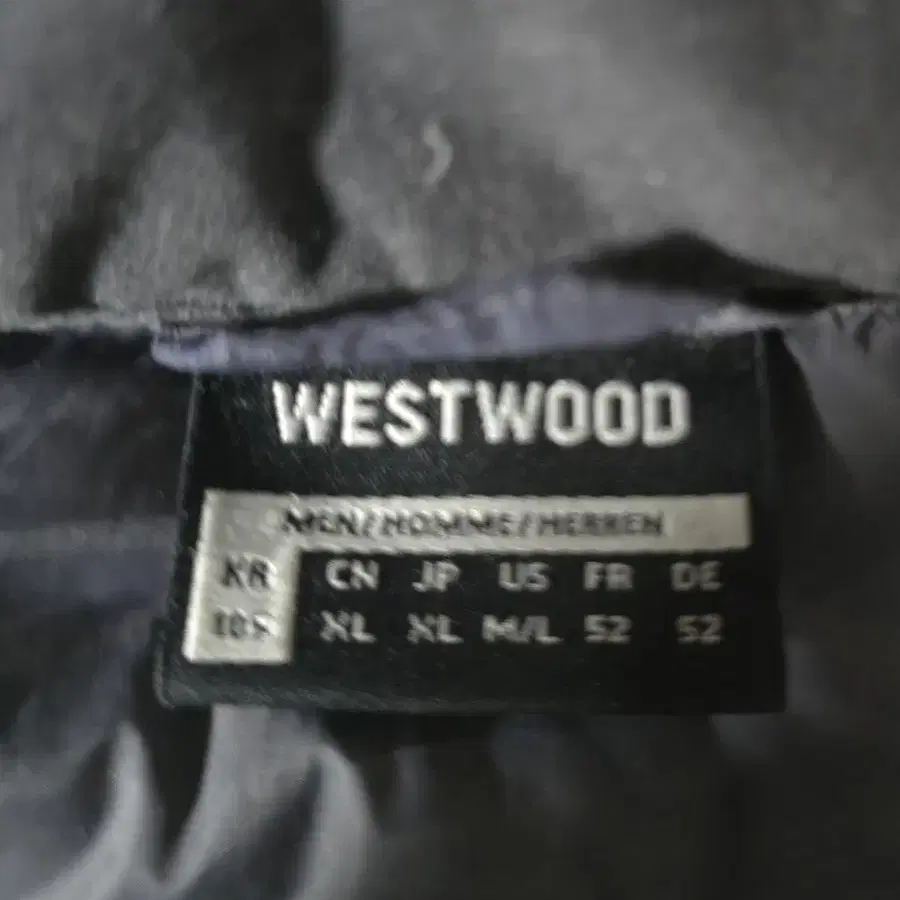 WESTWOOD
MEN/HOMME/HERREN
KR CN JP US FR DE
105 XL XL M/L 52 52